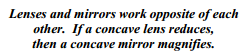 Lenses and mirrors work opposite of each
other.  If a concave lens reduces,
then a concave mirror magnifies.